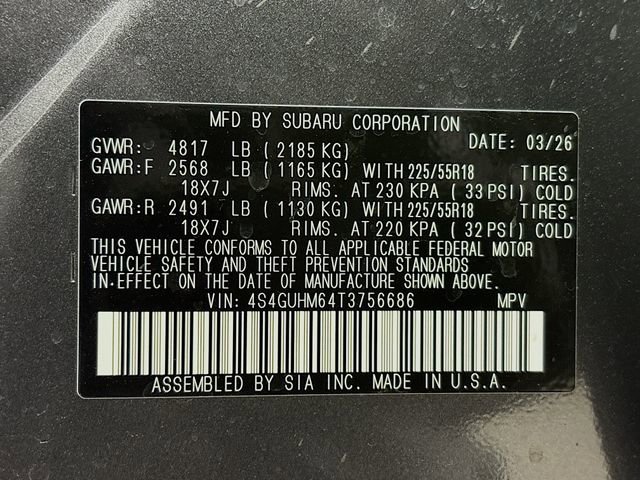 MFD BY SUBARU CORPORATION
GVWR: 4817 LB ( 2185 KG) DATE: 03/26
GAWR:F 2568 LB ( 1165 KG) WITH 225/55R18 TIRES.
18X7J RIMS. AT 230 KPA ( 33 PSI) COLD
GAWR:R 2491 LB ( 1130 KG) WITH 225/55R18 TIRES.
18X7J RIMS. AT 220 KPA ( 32 PSI) COLD
THIS VEHICLE CONFORMS TO ALL APPLICABLE FEDERAL MOTOR
VEHICLE SAFETY AND THEFT PREVENTION STANDARDS
IN EFFECT ON THE DATE OF MANUFACTURE SHOWN ABOVE.
VIN: 4S4GUHM64T3756686 MPV
ASSEMBLED BY SIA INC. MADE IN U.S.A.